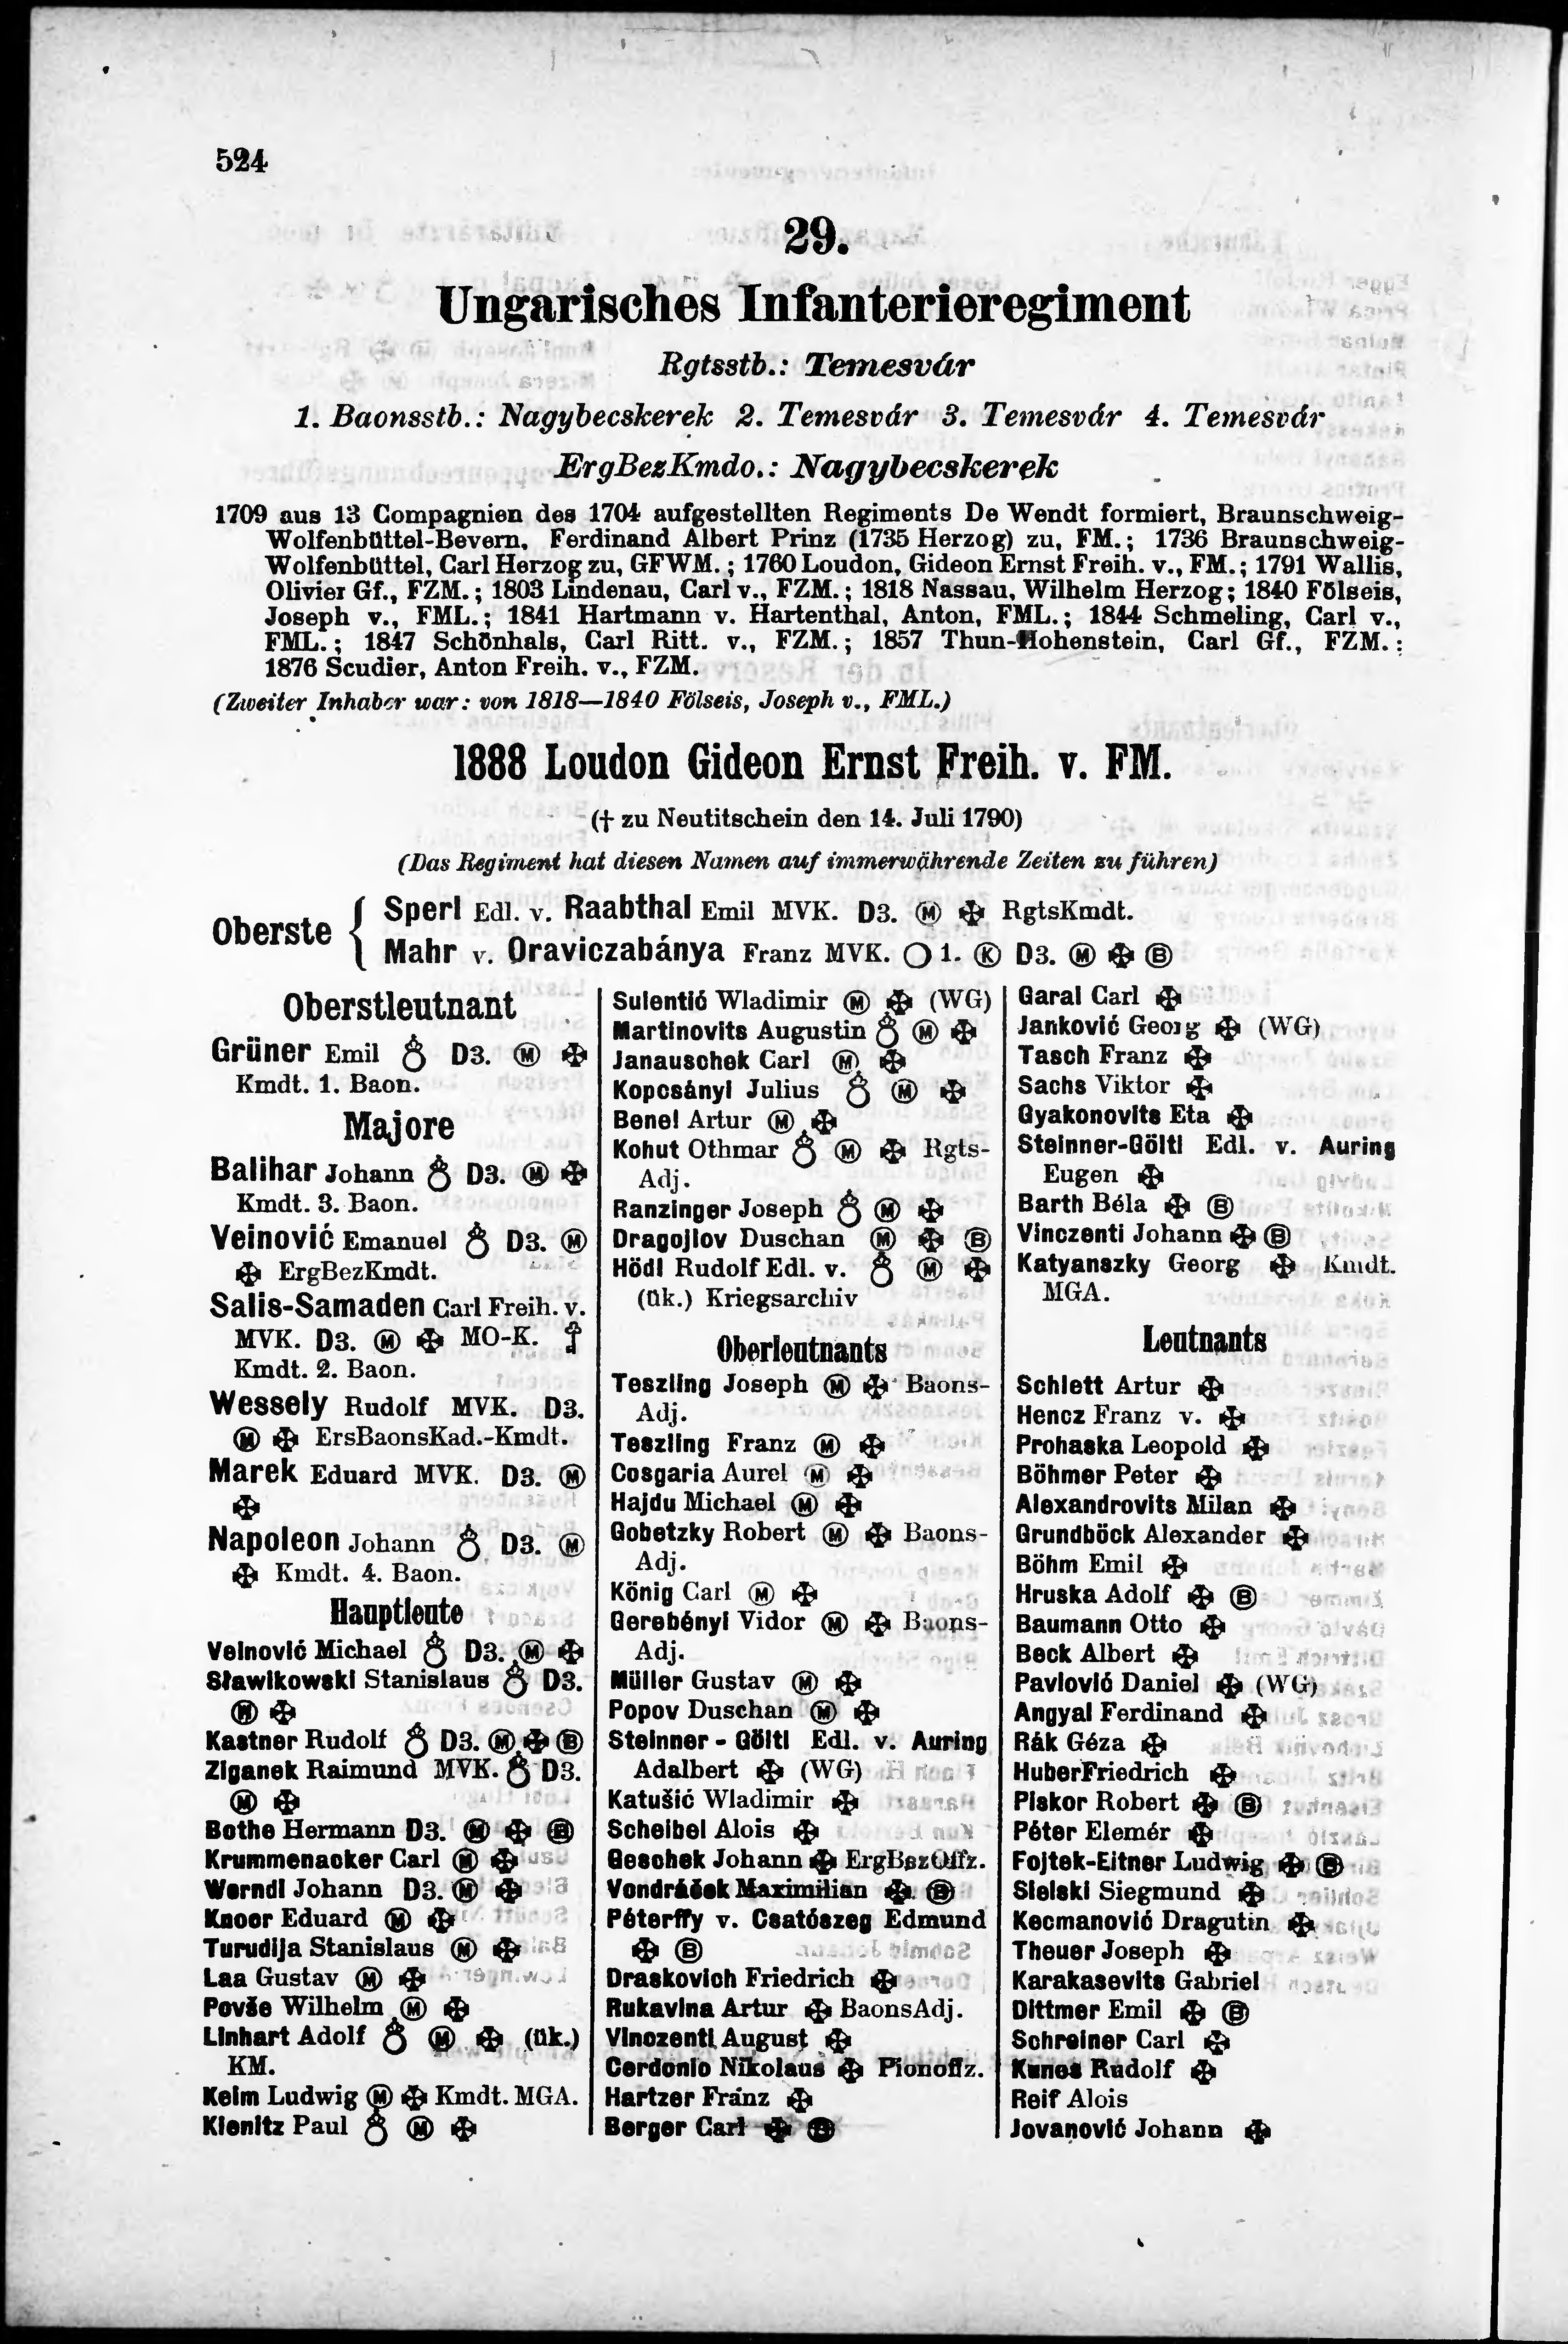 524
29.
Ungarisches Infanterieregiment
Rgtsstb.: Temesvár
1. Baonsstb.: Nagybecskerek 2. Temesvár 3. Temesvár 4. Temesvár
ErgBezKmdo.: Nagybecskerek
1709 aus 13 Compagnien des 1704 aufgestellten Regiments De Wendt formiert, Braunschweig-
Wolfenbüttel-Bevern, Ferdinand Albert Prinz (1735 Herzog) zu, FM.; 1736 Braunschweig-
Wolfenbüttel, Carl Herzog zu, GFWM.; 1760 Loudon, Gideon Ernst Freih. v., FM.; 1791 Wallis,
Olivier Gf., FZM.; 1803 Lindenau, Carl v., FZM.; 1818 Nassau, Wilhelm Herzog; 1840 Fölseis,
Joseph v., FML.; 1841 Hartmann v. Hartenthal, Anton, FML.; 1844 Schmeling, Carl v.,
FML.; 1847 Schönhals, Carl Ritt. v., FZM.; 1857 Thun-Hohenstein, Carl Gf., FZM.;
1876 Scudier, Anton Freih. v., FZM.
(Zweiter Inhaber war: von 1818—1840 Fölseis, Joseph v., FML.)
1888 Loudon Gideon Ernst Freih. v. FM.
(† zu Neutitschein den 14. Juli 1790)
(Das Regiment hat diesen Namen auf immerwährende Zeiten zu führen)
Oberste
Sperl Edl. v. Raabthal Emil MVK. D3. Ⓜ ✠ RgtsKmdt.
Mahr v. Oraviczabánya Franz MVK. ◯ 1. Ⓚ D3. Ⓜ ✠ Ⓑ
Oberstleutnant
Grüner Emil D3. Ⓜ ✠
Kmdt. 1. Baon.
Majore
Balihar Johann D3. Ⓜ ✠
Kmdt. 3. Baon.
Veinović Emanuel D3. Ⓜ
✠ ErgBezKmdt.
Salis-Samaden Carl Freih. v.
MVK. D3. Ⓜ ✠ MO-K.
Kmdt. 2. Baon.
Wessely Rudolf MVK. D3.
Ⓜ ✠ ErsBaonsKad.-Kmdt.
Marek Eduard MVK. D3. Ⓜ
✠
Napoleon Johann D3. Ⓜ
✠ Kmdt. 4. Baon.
Hauptleute
Veinović Michael D3. Ⓜ ✠
Sławikowski Stanislaus D3.
Ⓜ ✠
Kastner Rudolf D3. Ⓜ ✠ Ⓑ
Ziganek Raimund MVK. D3.
Ⓜ ✠
Bothe Hermann D3. Ⓜ ✠ Ⓑ
Krummenacker Carl Ⓜ ✠
Werndl Johann D3. Ⓜ ✠
Knoer Eduard Ⓜ ✠
Turudija Stanislaus Ⓜ ✠
Laa Gustav Ⓜ ✠
Povše Wilhelm Ⓜ ✠
Linhart Adolf Ⓜ ✠ (ük.)
KM.
Keim Ludwig Ⓜ ✠ Kmdt. MGA.
Kienitz Paul Ⓜ ✠
Sulentić Wladimir Ⓜ ✠ (WG)
Martinovits Augustin Ⓜ ✠
Janauschek Carl Ⓜ ✠
Kopcsányi Julius Ⓜ ✠
Benel Artur Ⓜ ✠
Kohut Othmar Ⓜ ✠ Rgts-
Adj.
Ranzinger Joseph Ⓜ ✠
Dragojlov Duschan Ⓜ ✠ Ⓑ
Hödl Rudolf Edl. v. Ⓜ ✠
(ük.) Kriegsarchiv
Oberleutnants
Teszling Joseph Ⓜ ✠ Baons-
Adj.
Teszling Franz Ⓜ ✠
Cosgaria Aurel Ⓜ ✠
Hajdu Michael Ⓜ ✠
Gobetzky Robert Ⓜ ✠ Baons-
Adj.
König Carl Ⓜ ✠
Gerebényi Vidor Ⓜ ✠ Baons-
Adj.
Müller Gustav Ⓜ ✠
Popov Duschan Ⓜ ✠
Steinner - Göltl Edl. v. Auring
Adalbert ✠ (WG)
Katušić Wladimir ✠
Scheibel Alois ✠
Geschek Johann ✠ ErgBezOffz.
Vondráček Maximilian ✠ Ⓑ
Péterffy v. Csatószeg Edmund
✠ Ⓑ
Draskovich Friedrich ✠
Rukavina Artur ✠ BaonsAdj.
Vinczenti August ✠
Cerdonio Nikolaus ✠ Pionoffz.
Hartzer Franz ✠
Berger Carl ✠ Ⓑ
Garai Carl ✠
Janković Georg ✠ (WG)
Tasch Franz ✠
Sachs Viktor ✠
Gyakonovits Eta ✠
Steinner-Göltl Edl. v. Auring
Eugen ✠
Barth Béla ✠ Ⓑ
Vinczenti Johann ✠ Ⓑ
Katyanszky Georg ✠ Kmdt.
MGA.
Leutnants
Schlett Artur ✠
Hencz Franz v. ✠
Prohaska Leopold ✠
Böhmer Peter ✠
Alexandrovits Milan ✠
Grundböck Alexander ✠
Böhm Emil ✠
Hruska Adolf ✠ Ⓑ
Baumann Otto ✠
Beck Albert ✠
Pavlović Daniel ✠ (WG)
Angyal Ferdinand ✠
Rák Géza ✠
Huber Friedrich ✠
Piskor Robert ✠ Ⓑ
Péter Elemér ✠
Fojtek-Eitner Ludwig ✠ Ⓑ
Sielski Siegmund ✠
Kecmanović Dragutin ✠
Theuer Joseph ✠
Karakasevits Gabriel
Dittmer Emil ✠ Ⓑ
Schreiner Carl ✠
Kunes Rudolf ✠
Reif Alois
Jovanović Johann ✠